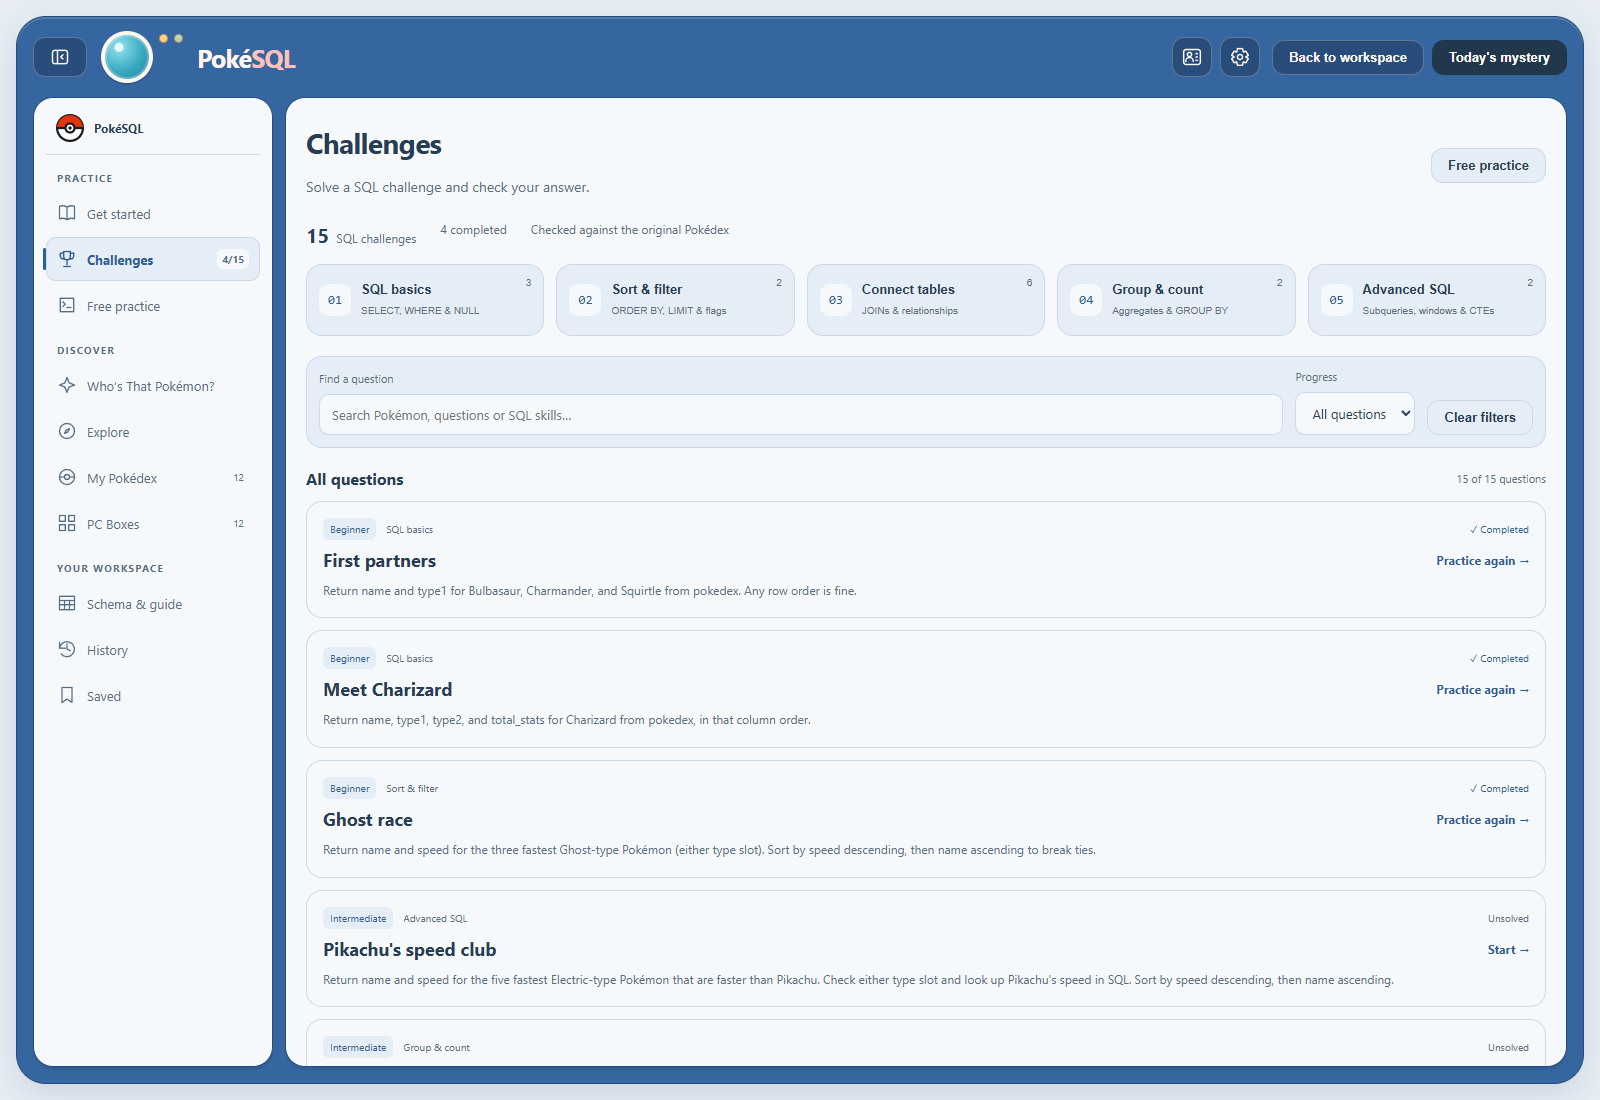 PokéSQL
Back to workspace
Today's mystery
PokéSQL
PRACTICE
Get started
Challenges 4/15
Free practice
DISCOVER
Who's That Pokémon?
Explore
My Pokédex 12
PC Boxes 12
YOUR WORKSPACE
Schema & guide
History
Saved
Challenges
Solve a SQL challenge and check your answer.
Free practice
15 SQL challenges 4 completed Checked against the original Pokédex
01 SQL basics 3
SELECT, WHERE & NULL
02 Sort & filter 2
ORDER BY, LIMIT & flags
03 Connect tables 6
JOINs & relationships
04 Group & count 2
Aggregates & GROUP BY
05 Advanced SQL 2
Subqueries, windows & CTEs
Find a question
Search Pokémon, questions or SQL skills...
Progress
All questions
Clear filters
All questions
15 of 15 questions
Beginner SQL basics ✓ Completed
First partners Practice again →
Return name and type1 for Bulbasaur, Charmander, and Squirtle from pokedex. Any row order is fine.
Beginner SQL basics ✓ Completed
Meet Charizard Practice again →
Return name, type1, type2, and total_stats for Charizard from pokedex, in that column order.
Beginner Sort & filter ✓ Completed
Ghost race Practice again →
Return name and speed for the three fastest Ghost-type Pokémon (either type slot). Sort by speed descending, then name ascending to break ties.
Intermediate Advanced SQL Unsolved
Pikachu's speed club Start →
Return name and speed for the five fastest Electric-type Pokémon that are faster than Pikachu. Check either type slot and look up Pikachu's speed in SQL. Sort by speed descending, then name ascending.
Intermediate Group & count Unsolved